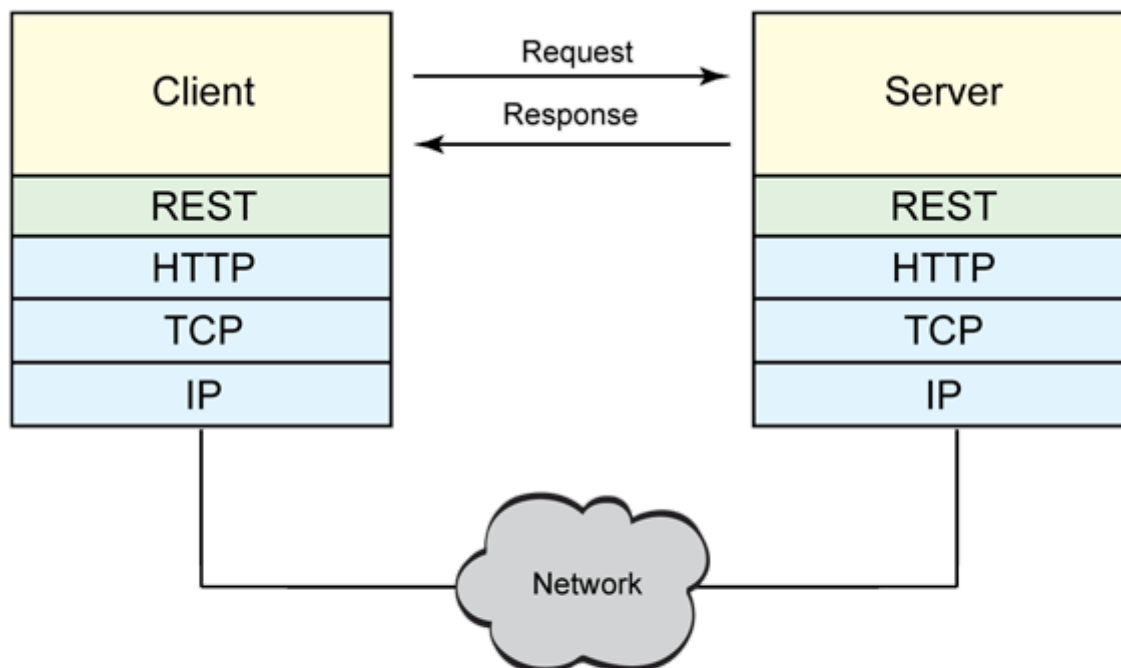 Client
Request
Response
Server
REST
REST
HTTP
HTTP
TCP
TCP
IP
IP
Network